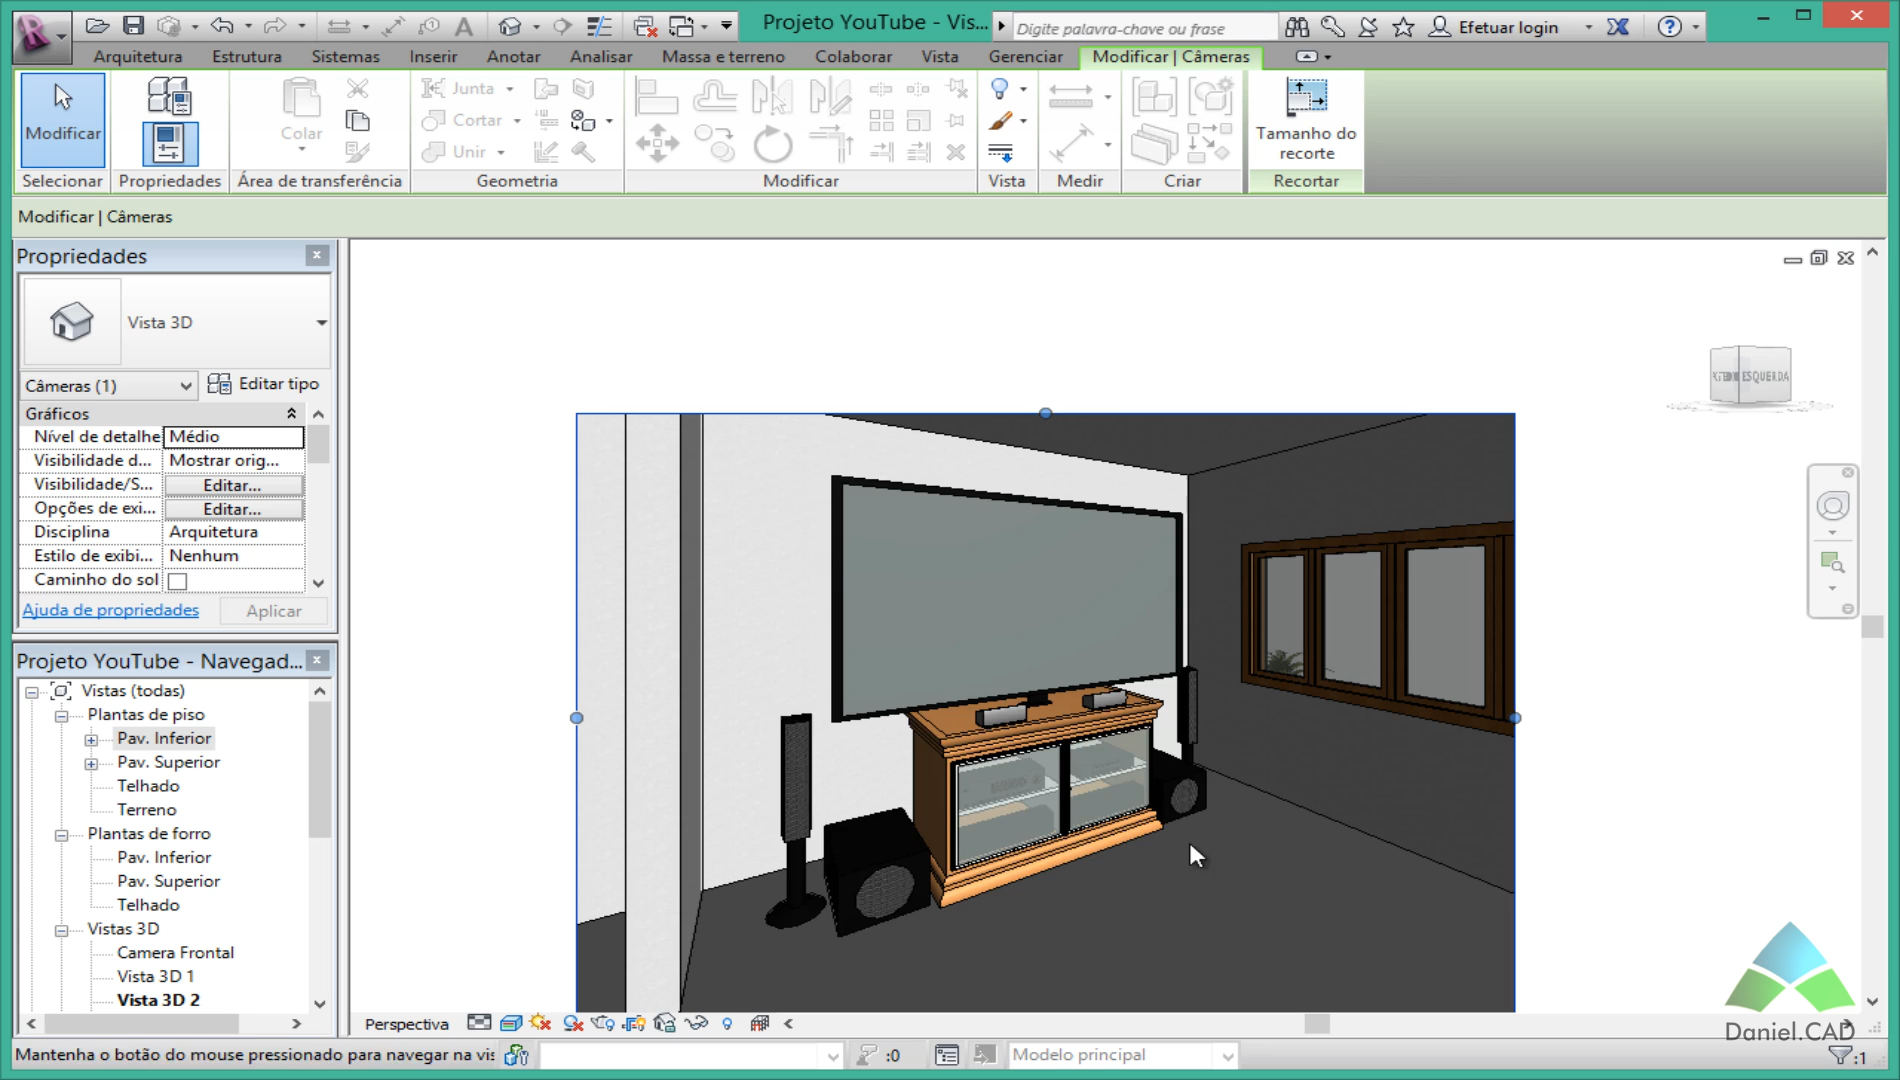 Projeto YouTube - Vis...
Digite palavra-chave ou frase
Efetuar login
Arquitetura
Estrutura
Sistemas
Inserir
Anotar
Analisar
Massa e terreno
Colaborar
Vista
Gerenciar
Modificar | Câmeras
Modificar
Colar
Junta
Cortar
Unir
Tamanho do
recorte
Selecionar
Propriedades
Área de transferência
Geometria
Modificar
Vista
Medir
Criar
Recortar
Modificar | Câmeras
Propriedades
Vista 3D
Câmeras (1)
Editar tipo
Gráficos
Nível de detalhe Médio
Visibilidade d... Mostrar orig...
Visibilidade/S... Editar...
Opções de exi... Editar...
Disciplina Arquitetura
Estilo de exibi... Nenhum
Caminho do sol
Ajuda de propriedades
Aplicar
Projeto YouTube - Navegad...
Vistas (todas)
Plantas de piso
Pav. Inferior
Pav. Superior
Telhado
Terreno
Plantas de forro
Pav. Inferior
Pav. Superior
Telhado
Vistas 3D
Camera Frontal
Vista 3D 1
Vista 3D 2
ESQUERDA
Perspectiva
Daniel.CAD
Mantenha o botão do mouse pressionado para navegar na vis
:0
Modelo principal
:1